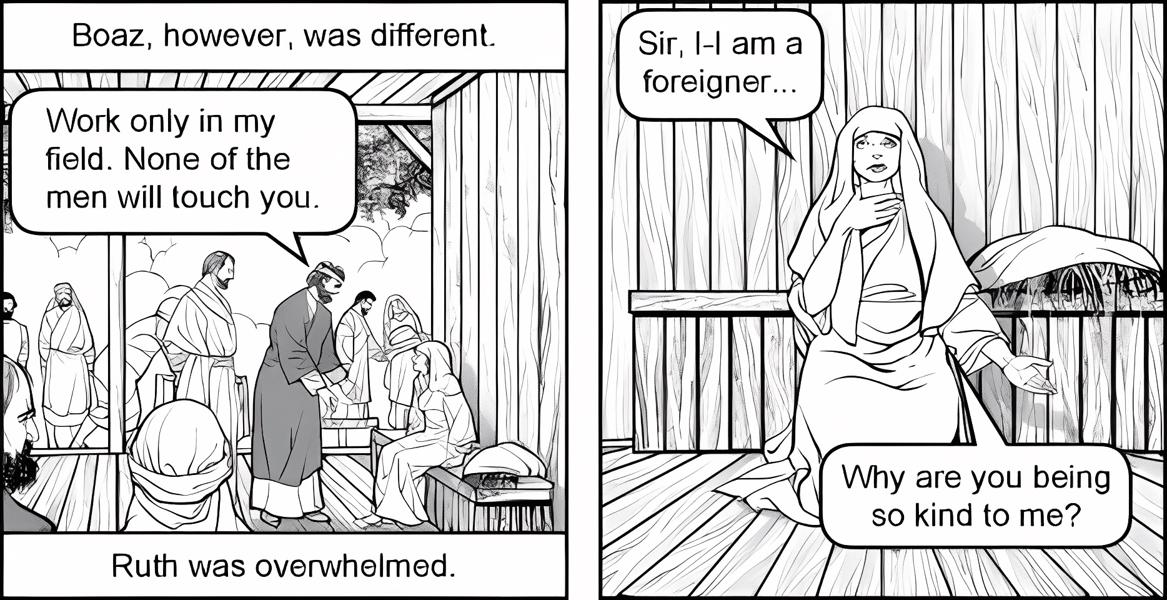 Boaz, however, was different.
Work only in my
field. None of the
men will touch you.
Ruth was overwhelmed.
Sir, I-I am a
foreigner...
Why are you being
so kind to me?